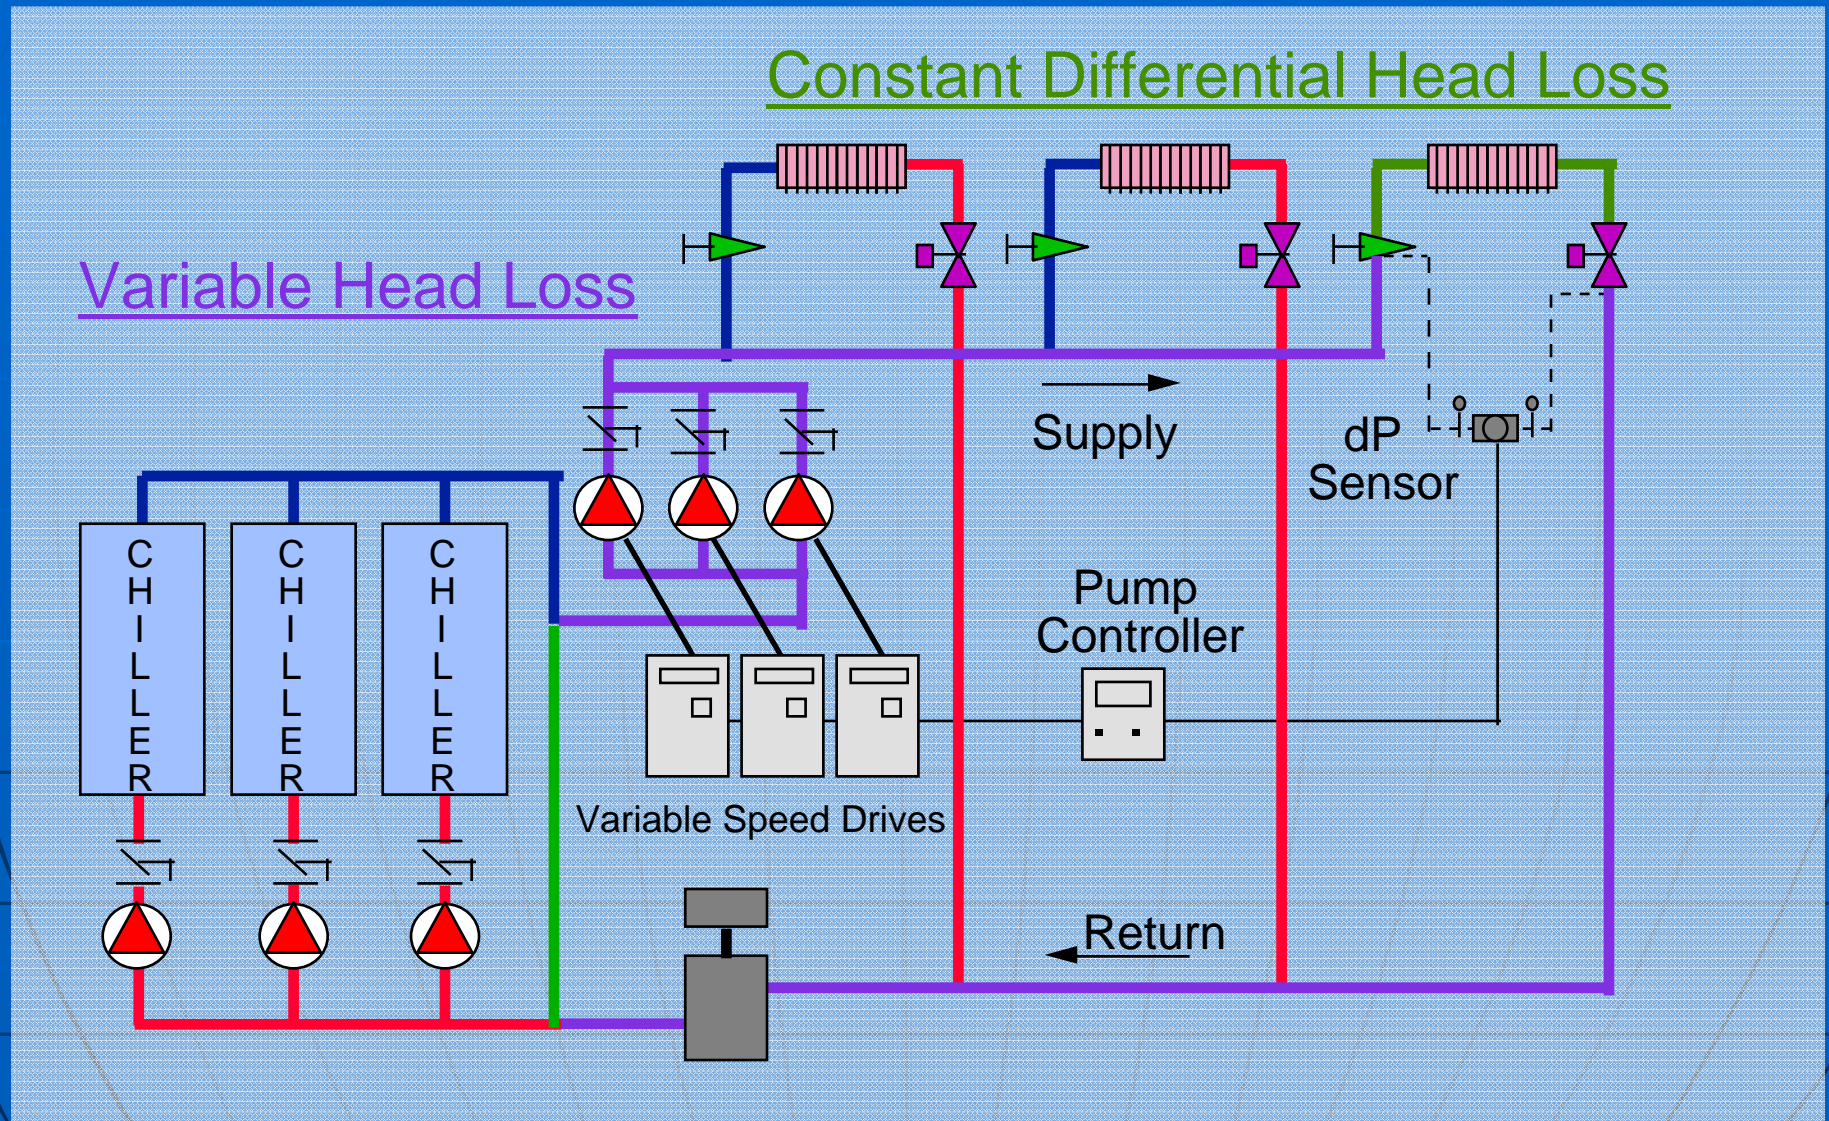 Constant Differential Head Loss
Variable Head Loss
Supply
dP
Sensor
CHILLER
CHILLER
CHILLER
Pump
Controller
Variable Speed Drives
Return